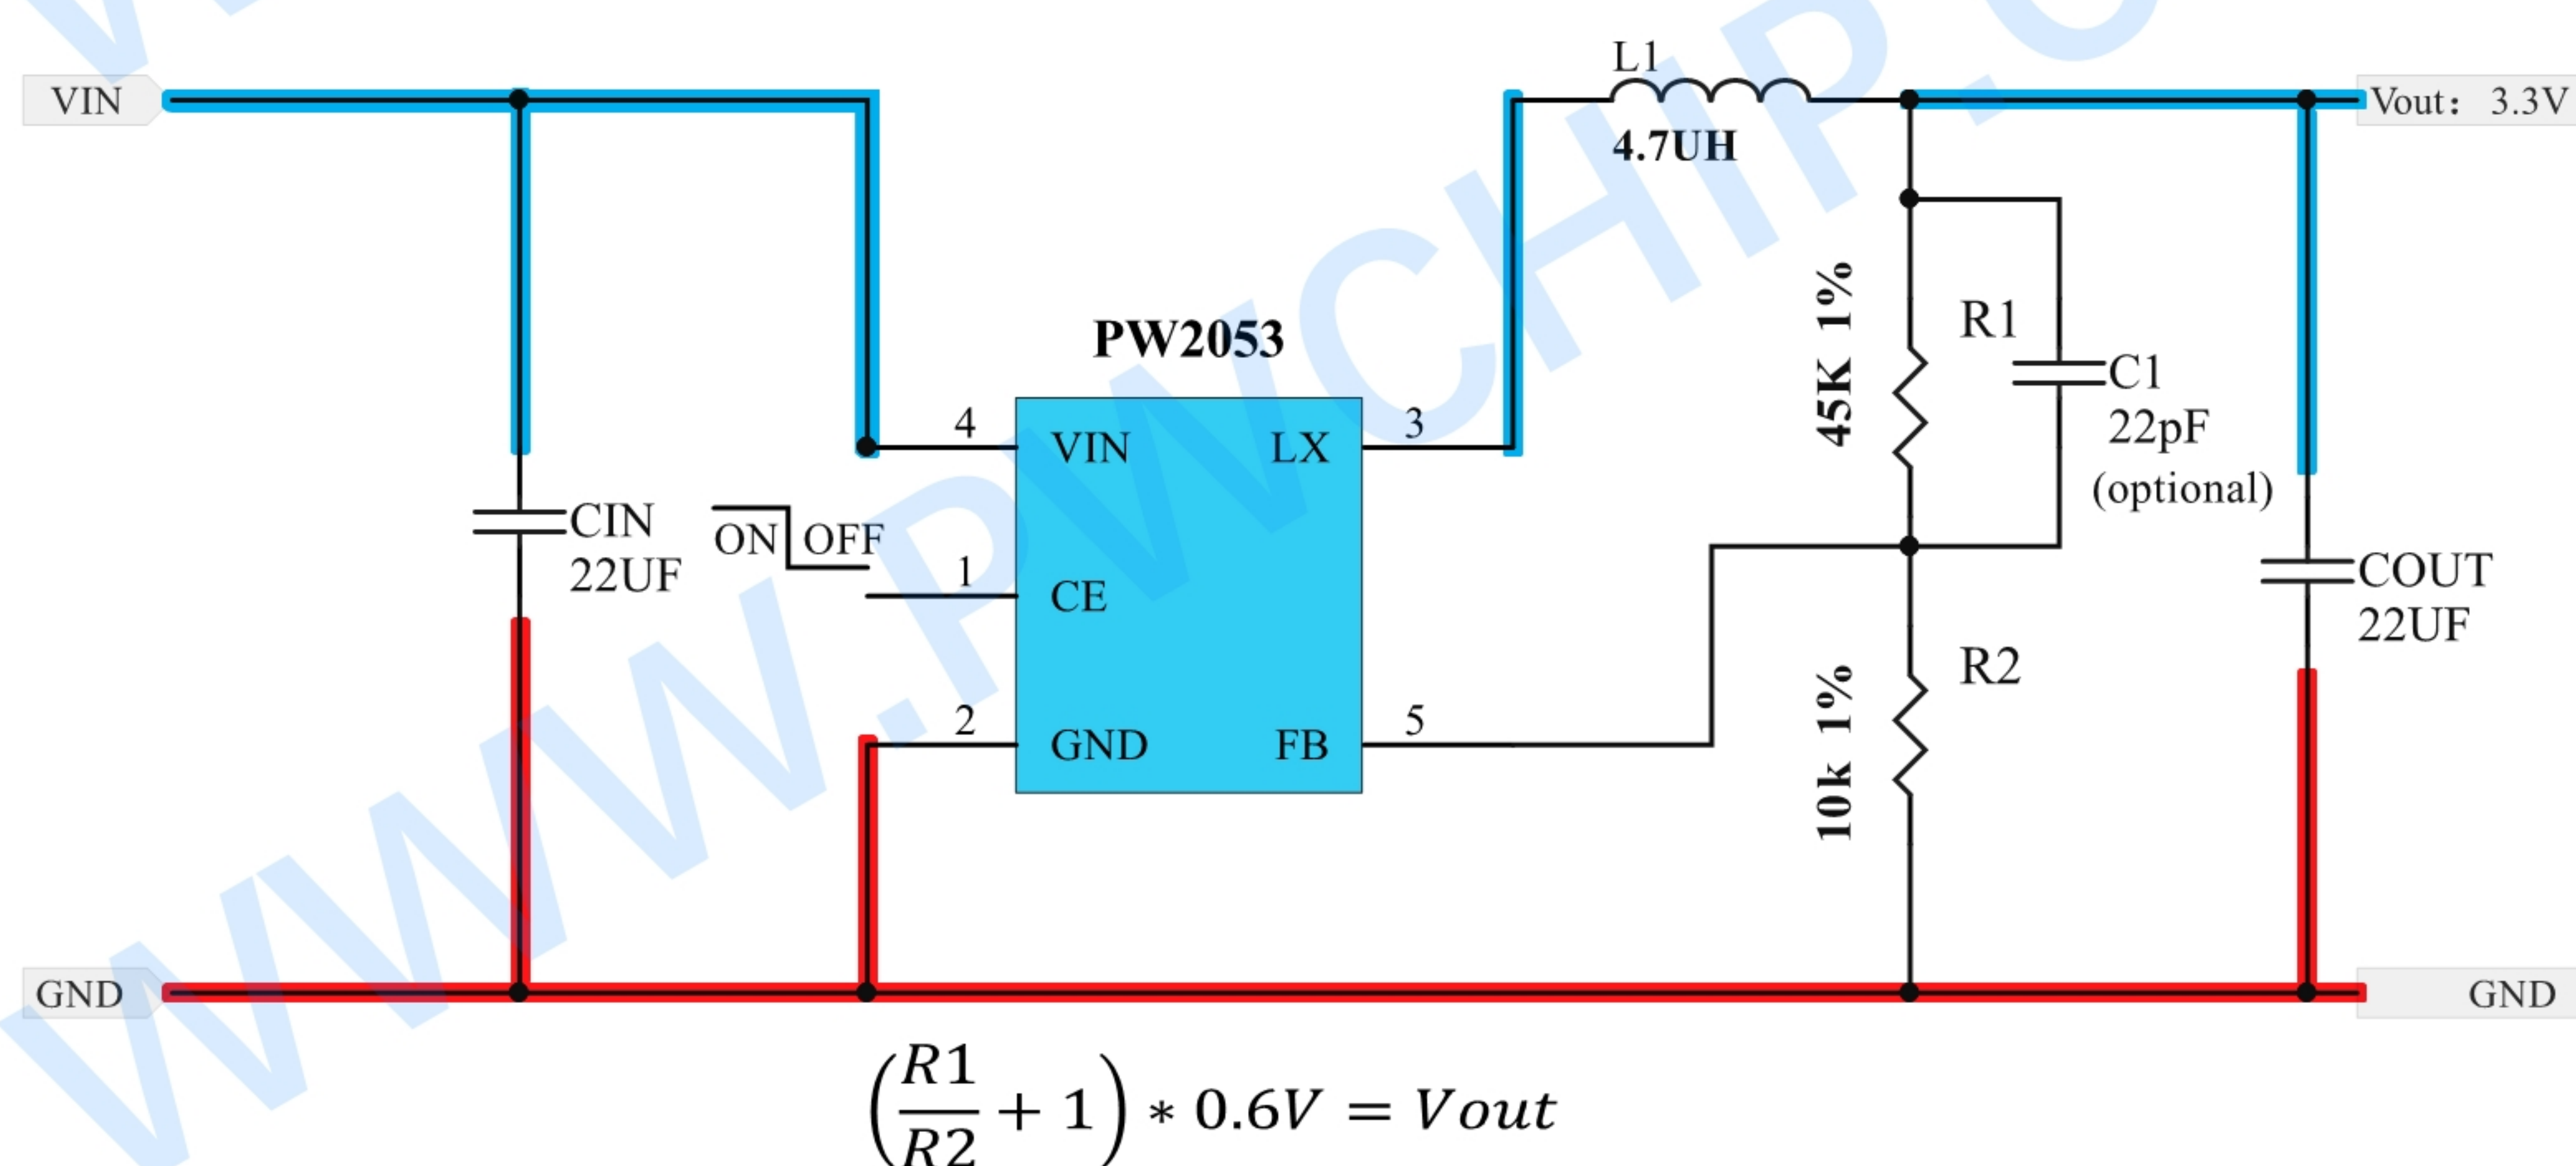 VIN
L1
4.7UH
Vout: 3.3V
PW2053
45K 1%
R1
C1
22pF
(optional)
4
VIN
LX
3
CIN
22UF
ON
OFF
1
CE
COUT
22UF
R2
10k 1%
2
GND
FB
5
GND
GND
(R1/R2 + 1) * 0.6V = Vout
WWW.PWCHIP.C